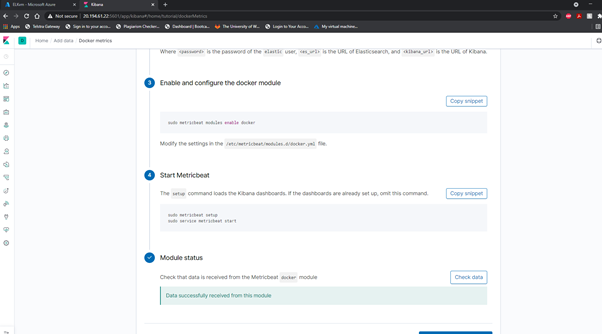 ELKvm - Microsoft Azure
Kibana
Not secure 20.194.61.22:5601/app/kibana#/home/tutorial/dockerMetrics
Apps
Telstra Gateway
Sign in to your acco...
Plagiarism Checker...
Dashboard | Bootca...
The University of W...
Login to Your Acco...
My virtual machine...
Home Add data Docker metrics
Where <password> is the password of the elastic user, <es_url> is the URL of Elasticsearch, and <kibana_url> is the URL of Kibana.
3 Enable and configure the docker module
Copy snippet
sudo metricbeat modules enable docker
Modify the settings in the /etc/metricbeat/modules.d/docker.yml file.
4 Start Metricbeat
The setup command loads the Kibana dashboards. If the dashboards are already set up, omit this command.
Copy snippet
sudo metricbeat setup
sudo service metricbeat start
Module status
Check that data is received from the Metricbeat docker module
Check data
Data successfully received from this module